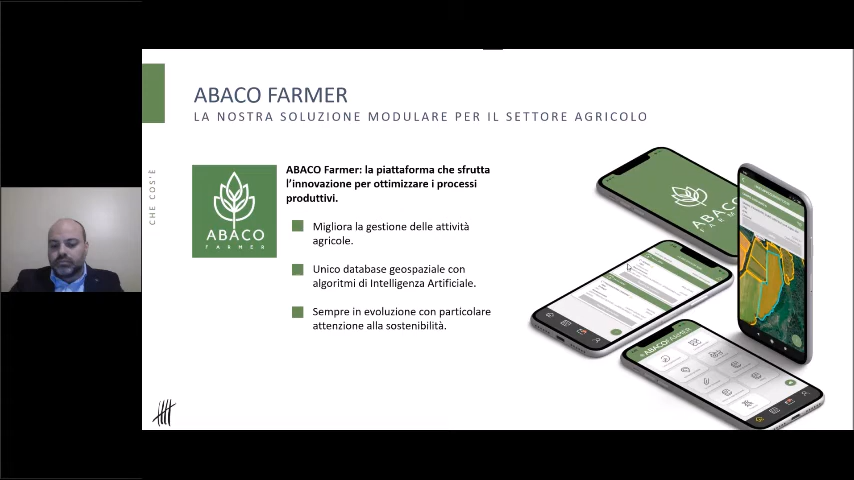 ABACO FARMER
LA NOSTRA SOLUZIONE MODULARE PER IL SETTORE AGRICOLO
CHE COS'È
ABACO
FARMER
ABACO Farmer: la piattaforma che sfrutta
l'innovazione per ottimizzare i processi
produttivi.
Migliora la gestione delle attività
agricole.
Unico database geospaziale con
algoritmi di Intelligenza Artificiale.
Sempre in evoluzione con particolare
attenzione alla sostenibilità.
ABACO
ABACOFARMER